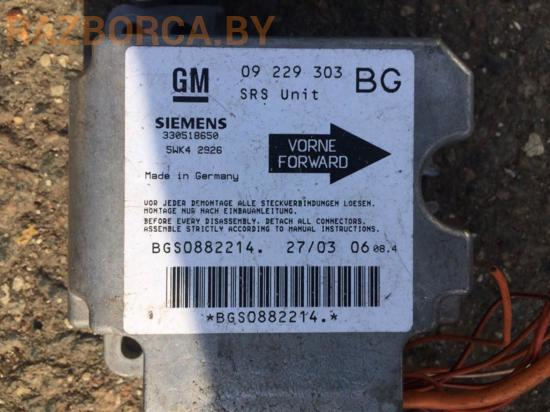 RAZBORCA.BY
GM
09 229 303 BG
SRS Unit
SIEMENS
330518650
5WK4 2926
VORNE
FORWARD
Made in Germany
VOR JEDER DEMONTAGE ALLE STECKVERBINDUNGEN LOESEN.
MONTAGE NUR NACH EINBAUANLEITUNG.
BEFORE EVERY DISASSEMBLY, DETACH ALL CONNECTORS.
ASSEMBLE STRICTLY ACCORDING TO MANUAL INSTRUCTIONS.
BGS0882214. 27/03 06 08.4
*BGS0882214.*